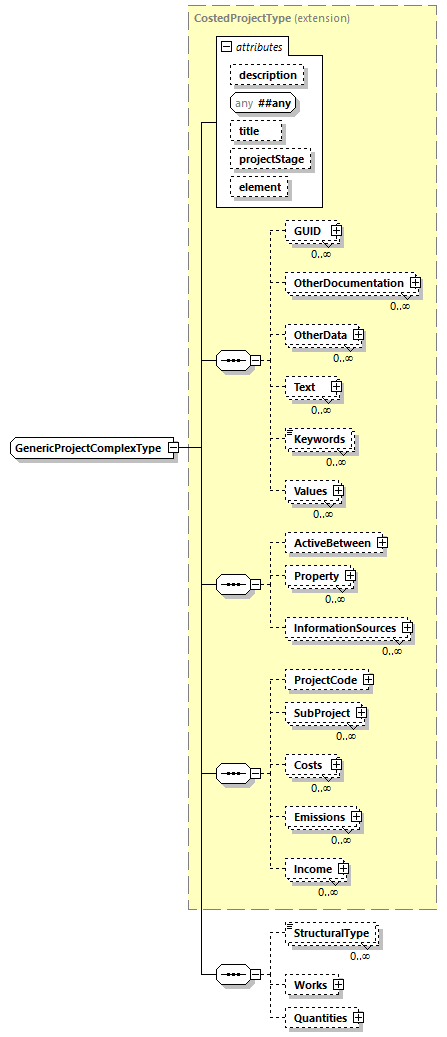 CostedProjectType (extension)
attributes
description
any ##any
title
projectStage
element
GUID
0..∞
OtherDocumentation
0..∞
OtherData
0..∞
Text
0..∞
GenericProjectComplexType
Keywords
0..∞
Values
0..∞
ActiveBetween
Property
0..∞
InformationSources
0..∞
ProjectCode
SubProject
0..∞
Costs
0..∞
Emissions
0..∞
Income
0..∞
StructuralType
0..∞
Works
Quantities